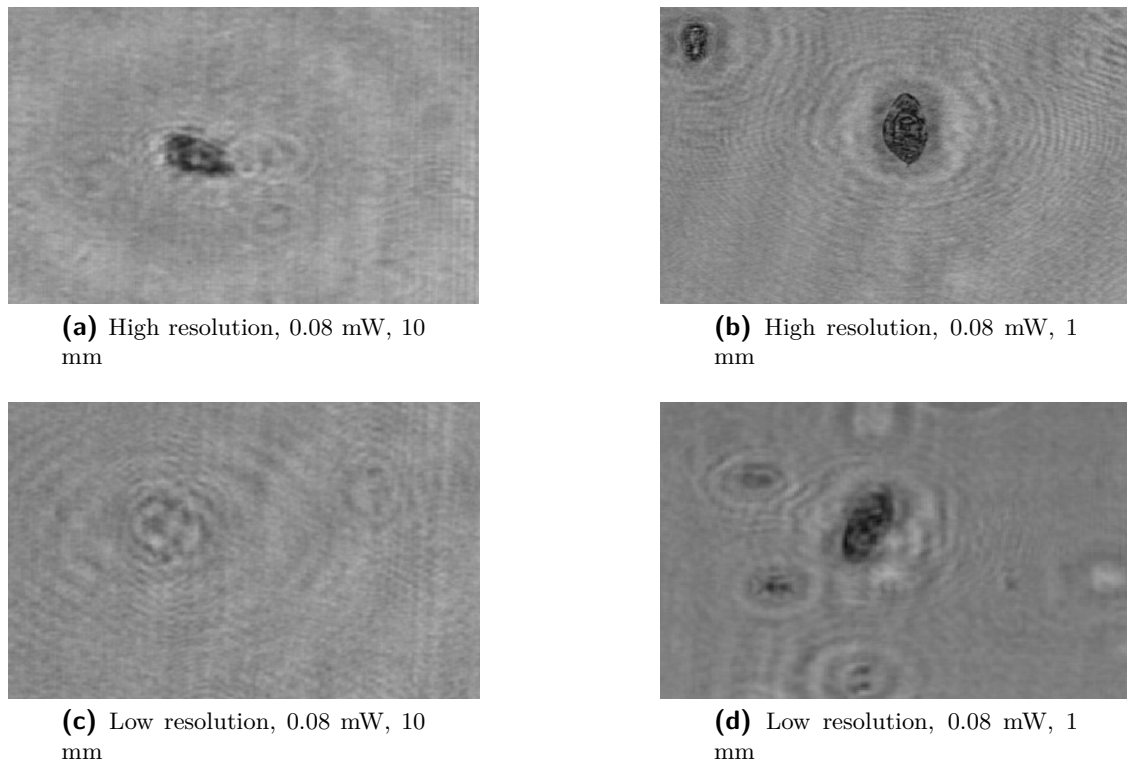 (a) High resolution, 0.08 mW, 10
mm
(b) High resolution, 0.08 mW, 1
mm
(c) Low resolution, 0.08 mW, 10
mm
(d) Low resolution, 0.08 mW, 1
mm